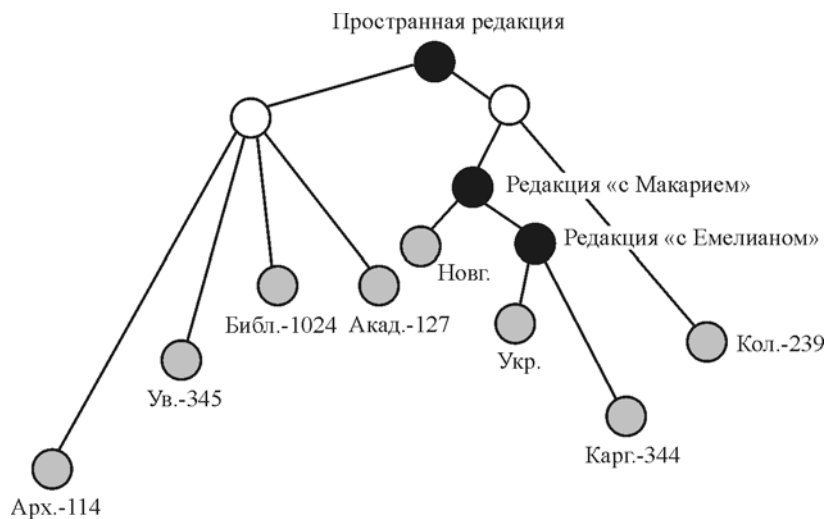 Пространная редакция
Редакция «с Макарием»
Редакция «с Емелианом»
Новг.
Библ.-1024
Акад.-127
Укр.
Кол.-239
Ув.-345
Карг.-344
Арх.-114